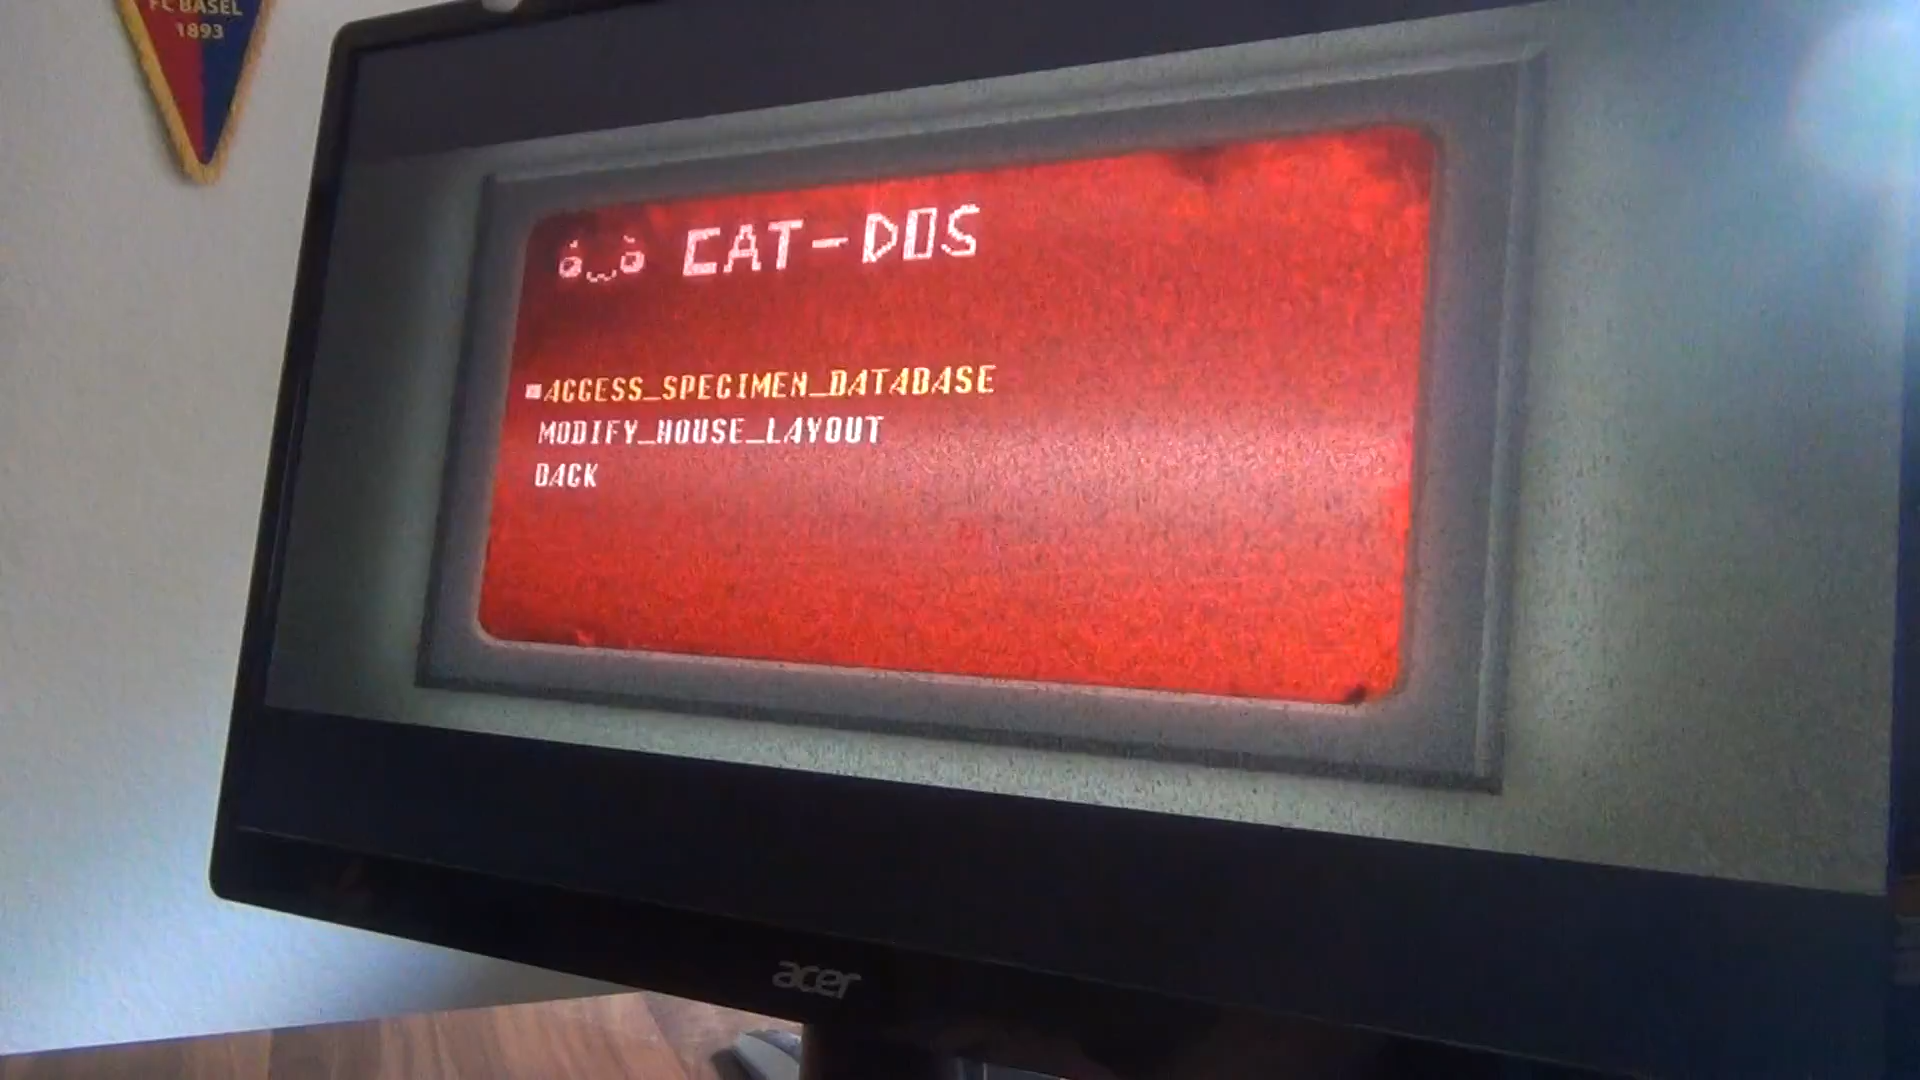 FC BASEL
1893
CAT-DOS
ACCESS_SPECIMEN_DATABASE
MODIFY_HOUSE_LAYOUT
BACK
acer